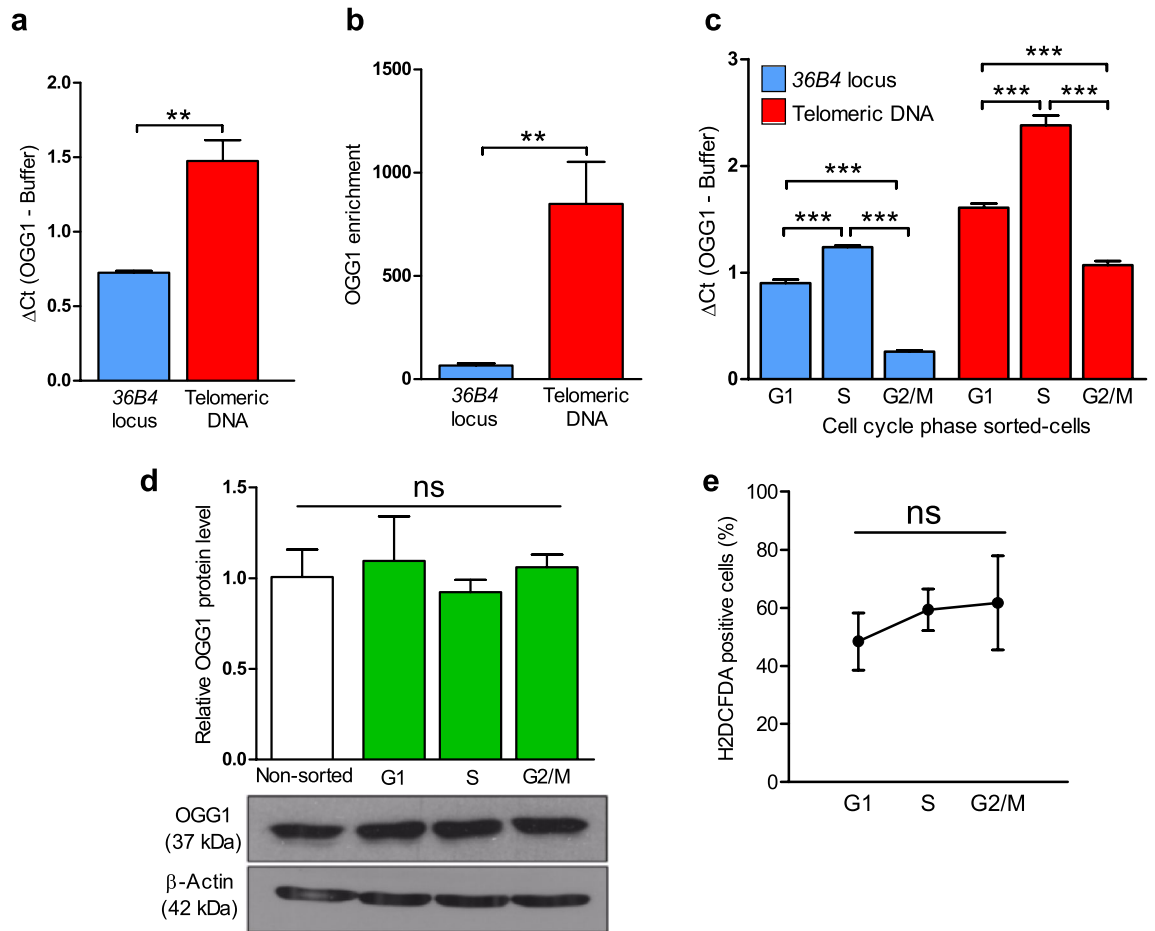 a
2.0
1.5
1.0
0.5
0.0
ΔCt (OGG1 - Buffer)
**
36B4
locus
Telomeric
DNA
b
1500
1000
500
0
OGG1 enrichment
**
36B4
locus
Telomeric
DNA
c
3
2
1
0
ΔCt (OGG1 - Buffer)
36B4 locus
Telomeric DNA
***
*** ***
***
*** ***
G1 S G2/M G1 S G2/M
Cell cycle phase sorted-cells
d
1.5
1.0
0.5
0.0
Relative OGG1 protein level
ns
Non-sorted G1 S G2/M
OGG1
(37 kDa)
β-Actin
(42 kDa)
e
100
80
60
40
20
0
H2DCFDA positive cells (%)
ns
G1 S G2/M